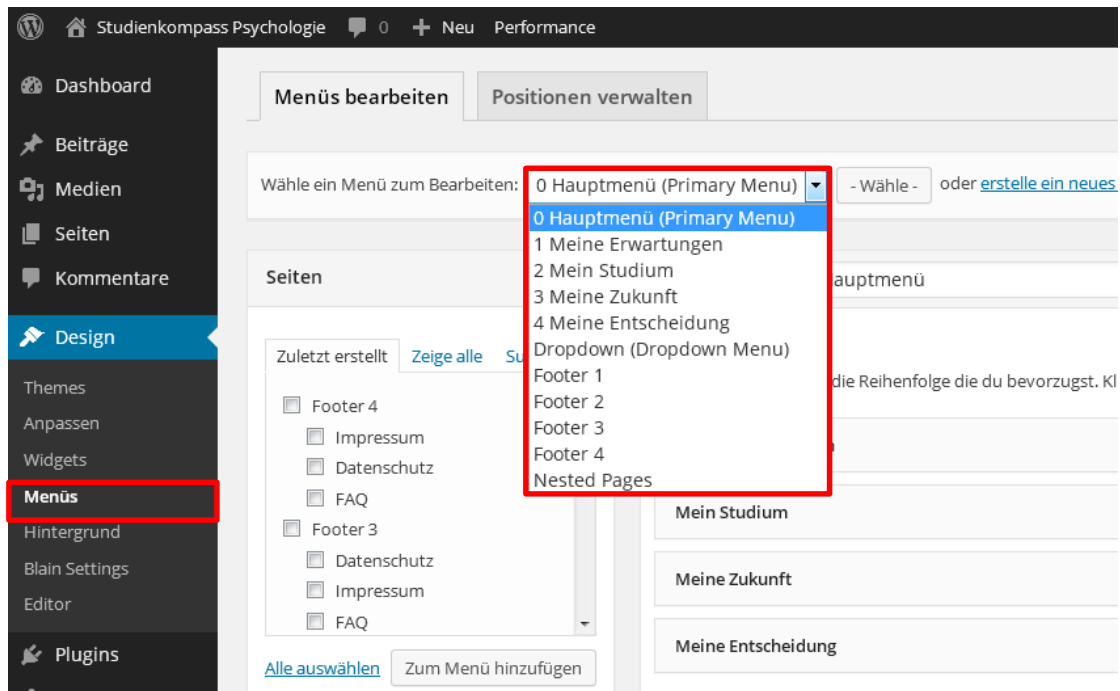 Studienkompass Psychologie 0 Neu Performance
Dashboard
Beiträge
Medien
Seiten
Kommentare
Design
Themes
Anpassen
Widgets
Menüs
Hintergrund
Blain Settings
Editor
Plugins
Menüs bearbeiten Positionen verwalten
Wähle ein Menü zum Bearbeiten: 0 Hauptmenü (Primary Menu) - Wähle - oder erstelle ein neues
0 Hauptmenü (Primary Menu)
1 Meine Erwartungen
2 Mein Studium
3 Meine Zukunft
4 Meine Entscheidung
Dropdown (Dropdown Menu)
Footer 1
Footer 2
Footer 3
Footer 4
Nested Pages
Seiten
Zuletzt erstellt Zeige alle Su
Footer 4
Impressum
Datenschutz
FAQ
Footer 3
Datenschutz
Impressum
FAQ
Alle auswählen Zum Menü hinzufügen
auptmenü
die Reihenfolge die du bevorzugst. Kl
Mein Studium
Meine Zukunft
Meine Entscheidung